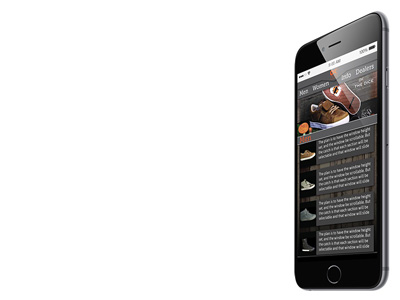 Men Women Info Dealers
The plan is to have the window height
set, and the window be scrollable. But
the catch is that each section will be
selectable and that window will slide
The plan is to have the window height
set, and the window be scrollable. But
the catch is that each section will be
selectable and that window will slide
The plan is to have the window height
set, and the window be scrollable. But
the catch is that each section will be
selectable and that window will slide
The plan is to have the window height
set, and the window be scrollable. But
the catch is that each section will be
selectable and that window will slide